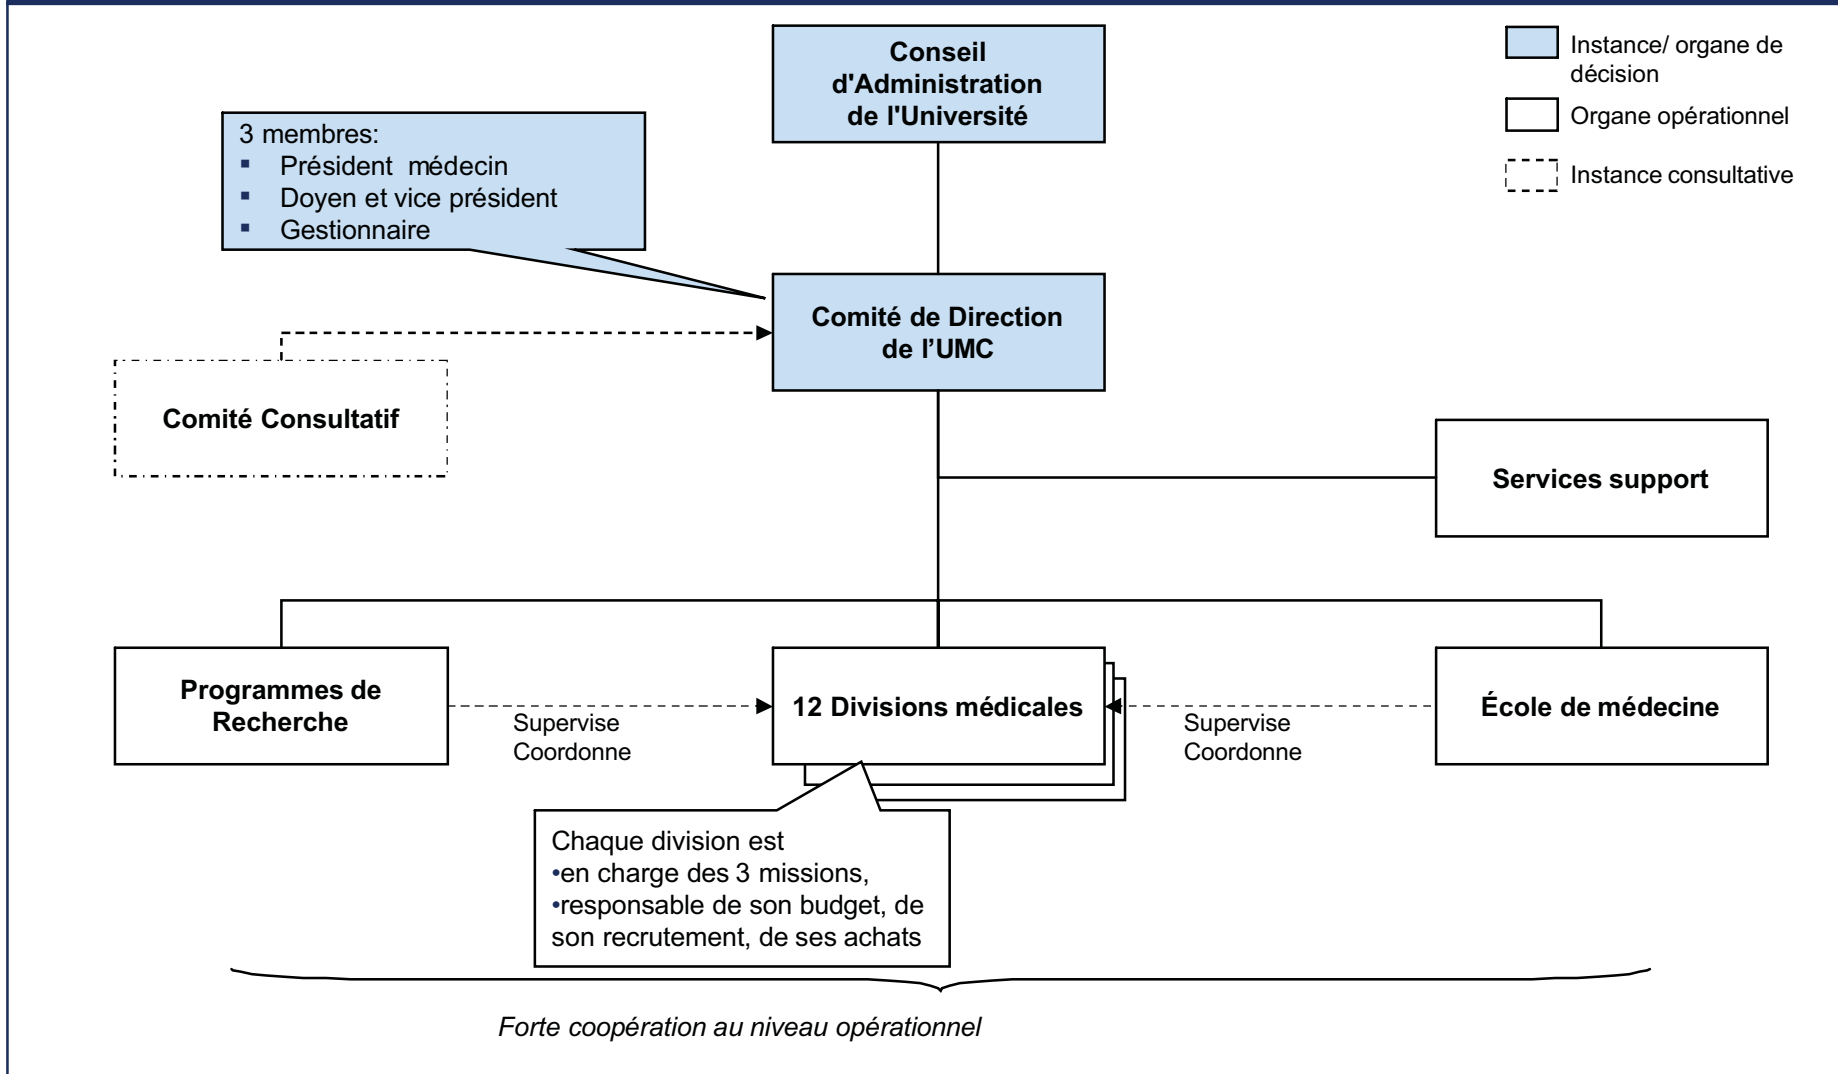 Conseil
d'Administration
de l'Université
Instance/ organe de
décision
Organe opérationnel
Instance consultative
3 membres:
▪ Président médecin
▪ Doyen et vice président
▪ Gestionnaire
Comité de Direction
de l’UMC
Comité Consultatif
Services support
Programmes de
Recherche
Supervise
Coordonne
12 Divisions médicales
Supervise
Coordonne
École de médecine
Chaque division est
•en charge des 3 missions,
•responsable de son budget, de
son recrutement, de ses achats
Forte coopération au niveau opérationnel